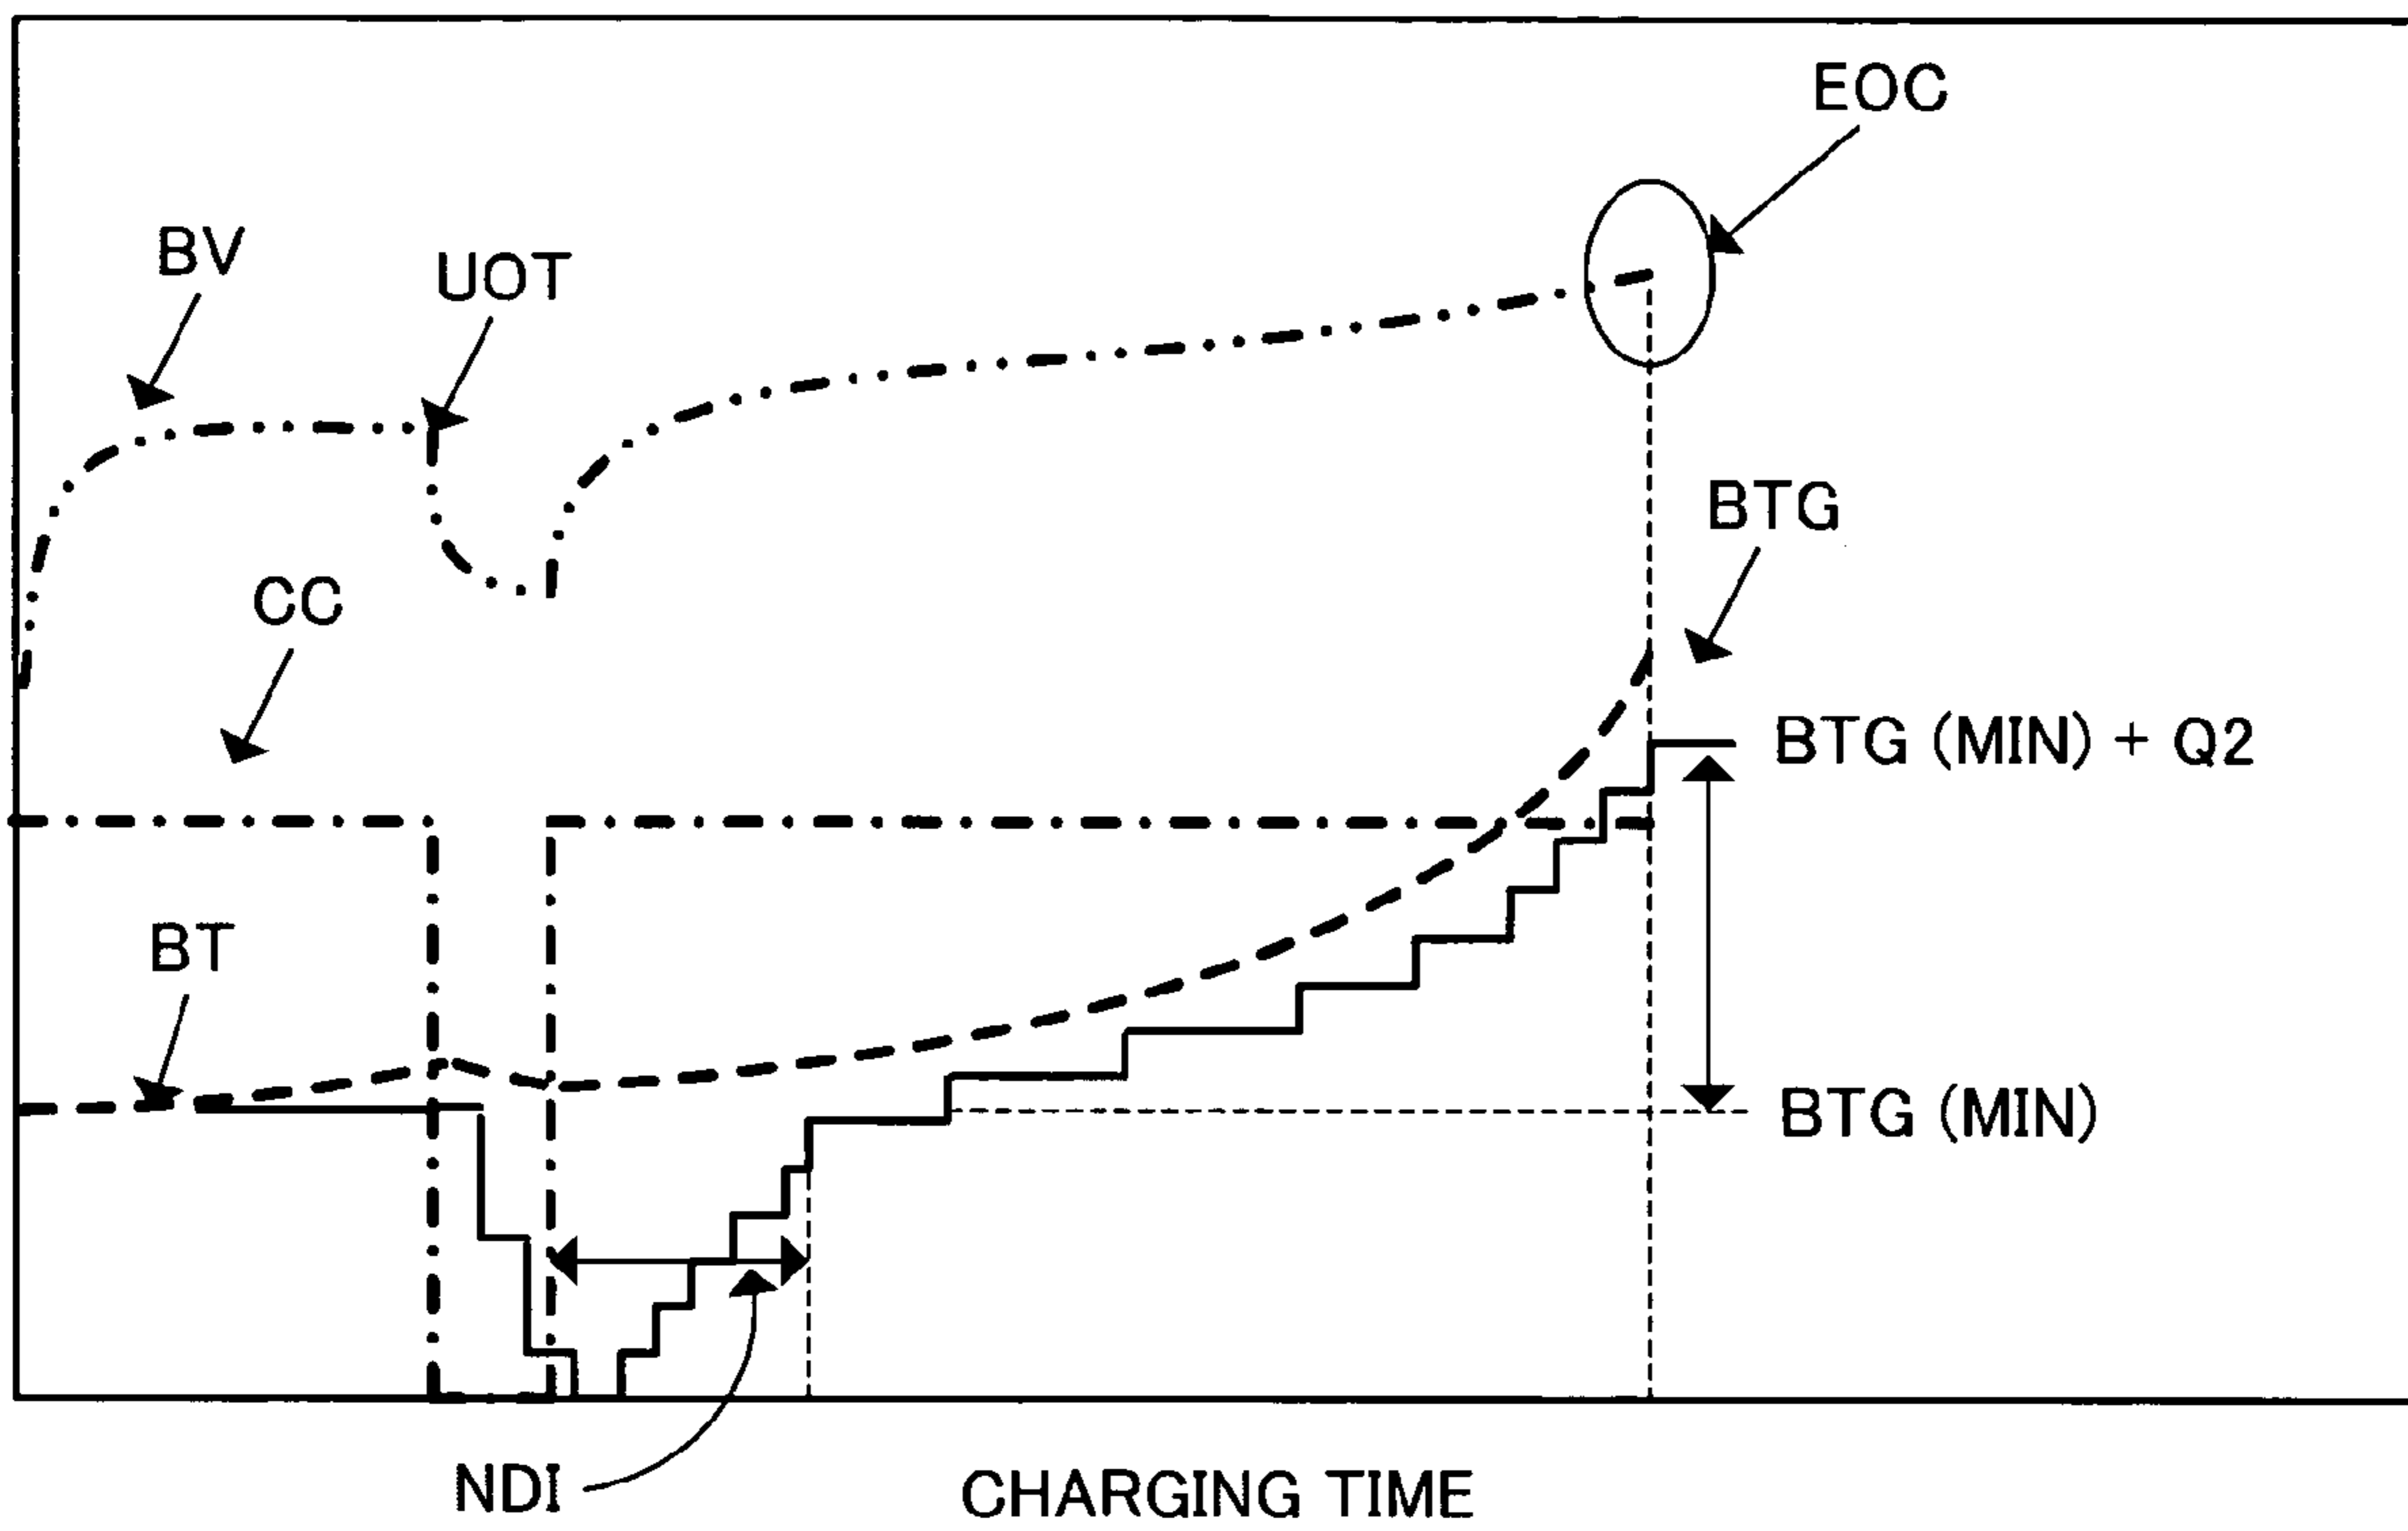 EOC
BV
UOT
BTG
CC
BTG (MIN) + Q2
BT
BTG (MIN)
NDI
CHARGING TIME